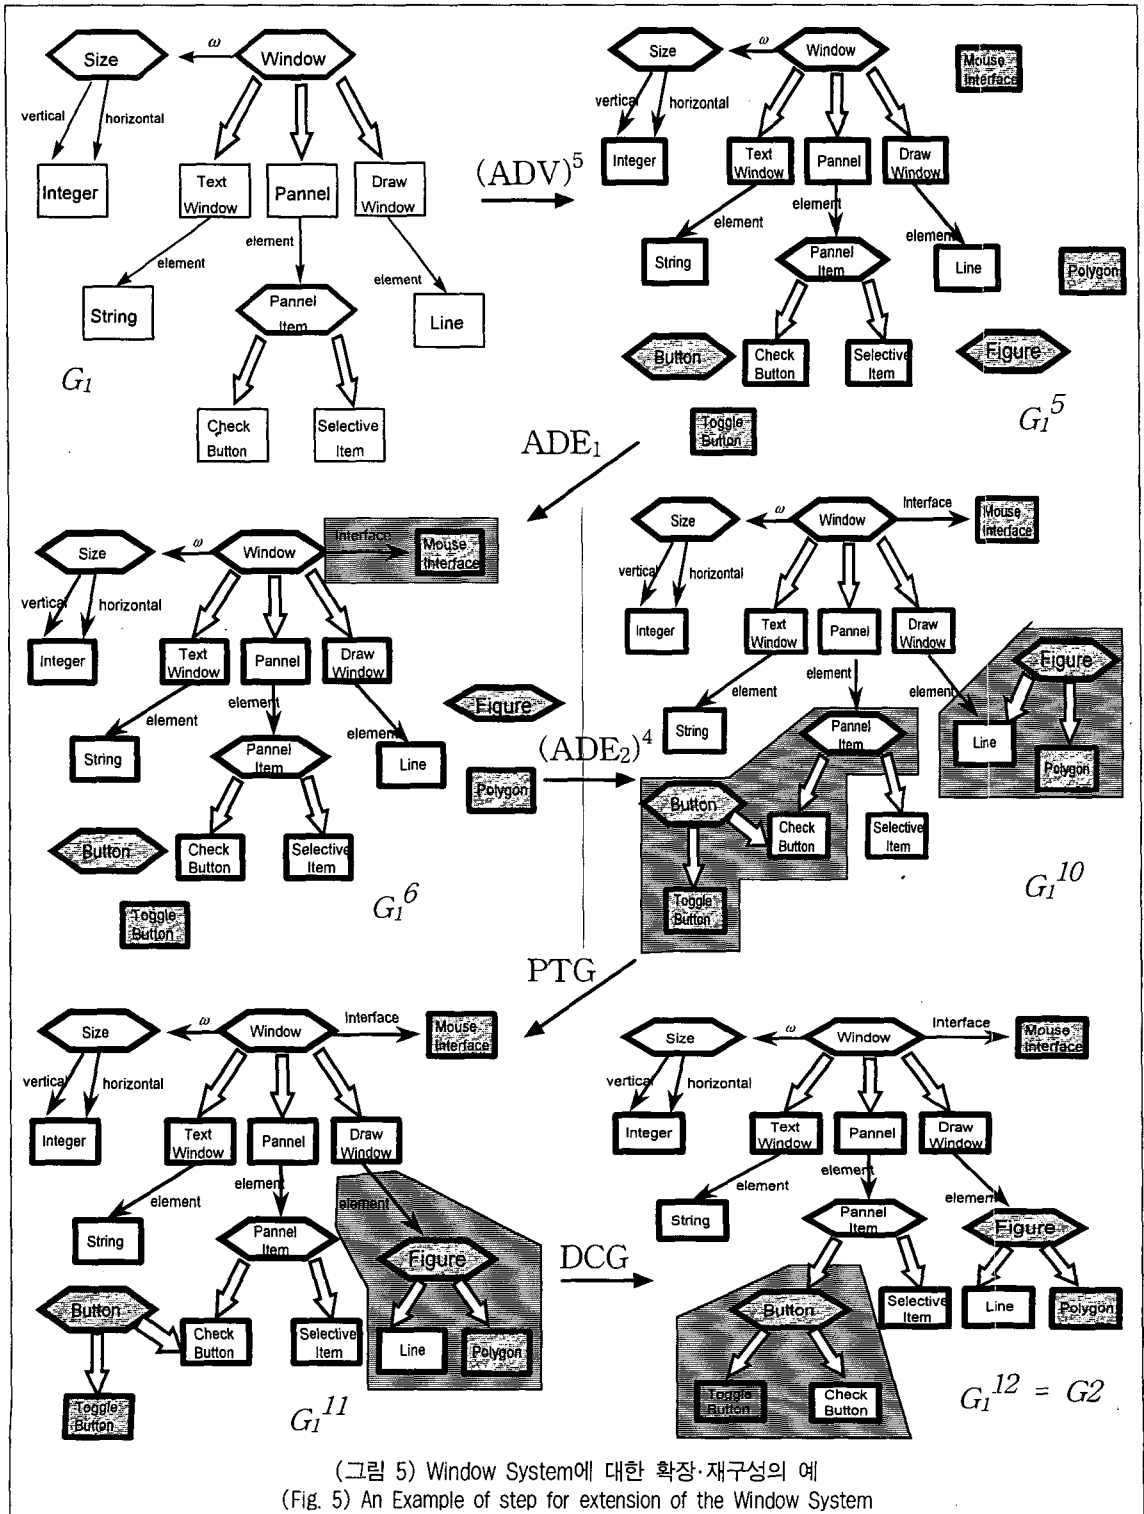 Size
ω
Window
vertical
horizontal
Integer
Text
Window
Pannel
Draw
Window
element
element
element
String
Pannel
Item
Line
G₁
Check
Button
Selective
Item
(ADV)⁵
Size
ω
Window
Mouse
Interface
vertical
horizontal
Integer
Text
Window
Pannel
Draw
Window
element
element
element
String
Pannel
Item
Line
Polygon
Button
Check
Button
Selective
Item
Figure
Toggle
Button
G₁⁵
ADE₁
Size
ω
Window
Interface
Mouse
Interface
vertical
horizontal
Integer
Text
Window
Pannel
Draw
Window
element
element
element
String
Pannel
Item
Line
Figure
Polygon
Button
Check
Button
Selective
Item
Toggle
Button
G₁⁶
(ADE₂)⁴
Size
ω
Window
Interface
Mouse
Interface
vertical
horizontal
Integer
Text
Window
Pannel
Draw
Window
element
element
element
String
Pannel
Item
Figure
Line
Polygon
Button
Check
Button
Selective
Item
Toggle
Button
G₁¹⁰
PTG
Size
ω
Window
Interface
Mouse
Interface
vertical
horizontal
Integer
Text
Window
Pannel
Draw
Window
element
element
element
String
Pannel
Item
Figure
Button
Check
Button
Selective
Item
Line
Polygon
Toggle
Button
G₁¹¹
DCG
Size
ω
Window
Interface
Mouse
Interface
vertical
horizontal
Integer
Text
Window
Pannel
Draw
Window
element
element
element
String
Pannel
Item
Figure
Button
Selective
Item
Line
Polygon
Toggle
Button
Check
Button
G₁¹² = G2
(그림 5) Window System에 대한 확장·재구성의 예
(Fig. 5) An Example of step for extension of the Window System